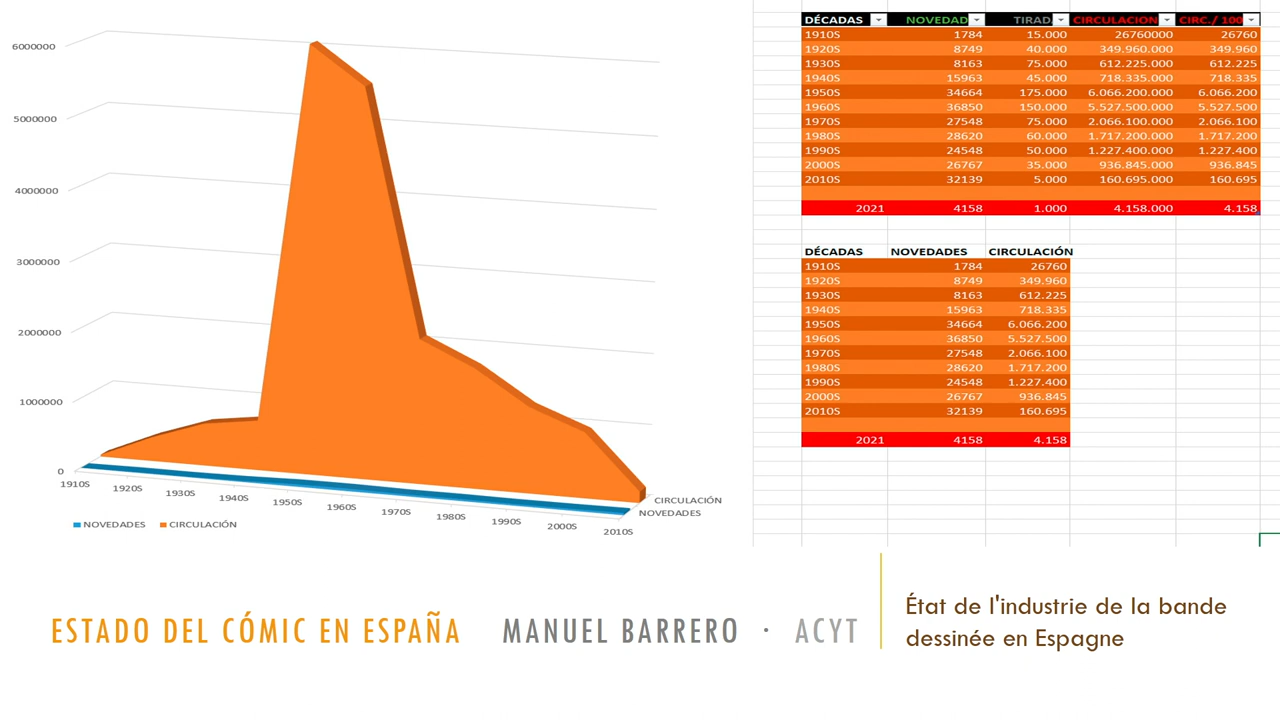 6000000
5000000
4000000
3000000
2000000
1000000
0
1910S
1920S
1930S
1940S
1950S
1960S
1970S
1980S
1990S
2000S
2010S
CIRCULACIÓN
NOVEDADES
NOVEDADES CIRCULACIÓN
DÉCADAS NOVEDAD TIRAD. CIRCULACION CIRC./ 100
1910S 1784 15.000 26760000 26760
1920S 8749 40.000 349.960.000 349.960
1930S 8163 75.000 612.225.000 612.225
1940S 15963 45.000 718.335.000 718.335
1950S 34664 175.000 6.066.200.000 6.066.200
1960S 36850 150.000 5.527.500.000 5.527.500
1970S 27548 75.000 2.066.100.000 2.066.100
1980S 28620 60.000 1.717.200.000 1.717.200
1990S 24548 50.000 1.227.400.000 1.227.400
2000S 26767 35.000 936.845.000 936.845
2010S 32139 5.000 160.695.000 160.695
2021 4158 1.000 4.158.000 4.158
DÉCADAS NOVEDADES CIRCULACIÓN
1910S 1784 26760
1920S 8749 349.960
1930S 8163 612.225
1940S 15963 718.335
1950S 34664 6.066.200
1960S 36850 5.527.500
1970S 27548 2.066.100
1980S 28620 1.717.200
1990S 24548 1.227.400
2000S 26767 936.845
2010S 32139 160.695
2021 4158 4.158
ESTADO DEL CÓMIC EN ESPAÑA MANUEL BARRERO · ACYT
État de l'industrie de la bande
dessinée en Espagne